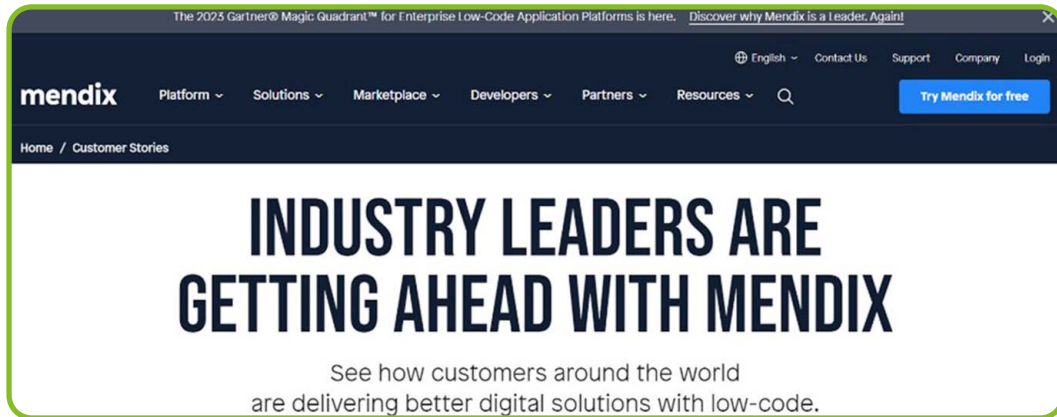 The 2023 Gartner® Magic Quadrant™ for Enterprise Low-Code Application Platforms is here. Discover why Mendix is a Leader. Again!
English Contact Us Support Company Login
mendix Platform Solutions Marketplace Developers Partners Resources Try Mendix for free
Home / Customer Stories
INDUSTRY LEADERS ARE
GETTING AHEAD WITH MENDIX
See how customers around the world
are delivering better digital solutions with low-code.